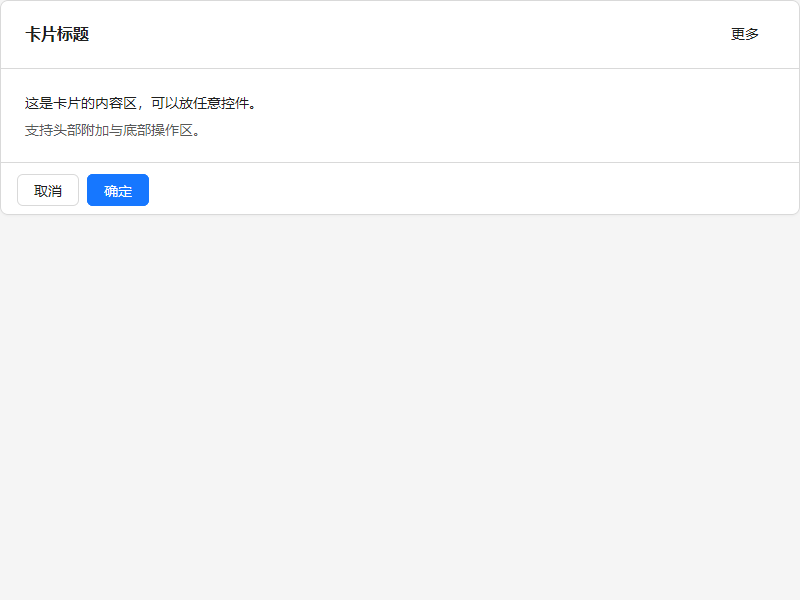 卡片标题
更多
这是卡片的内容区，可以放任意控件。
支持头部附加与底部操作区。
取消
确定